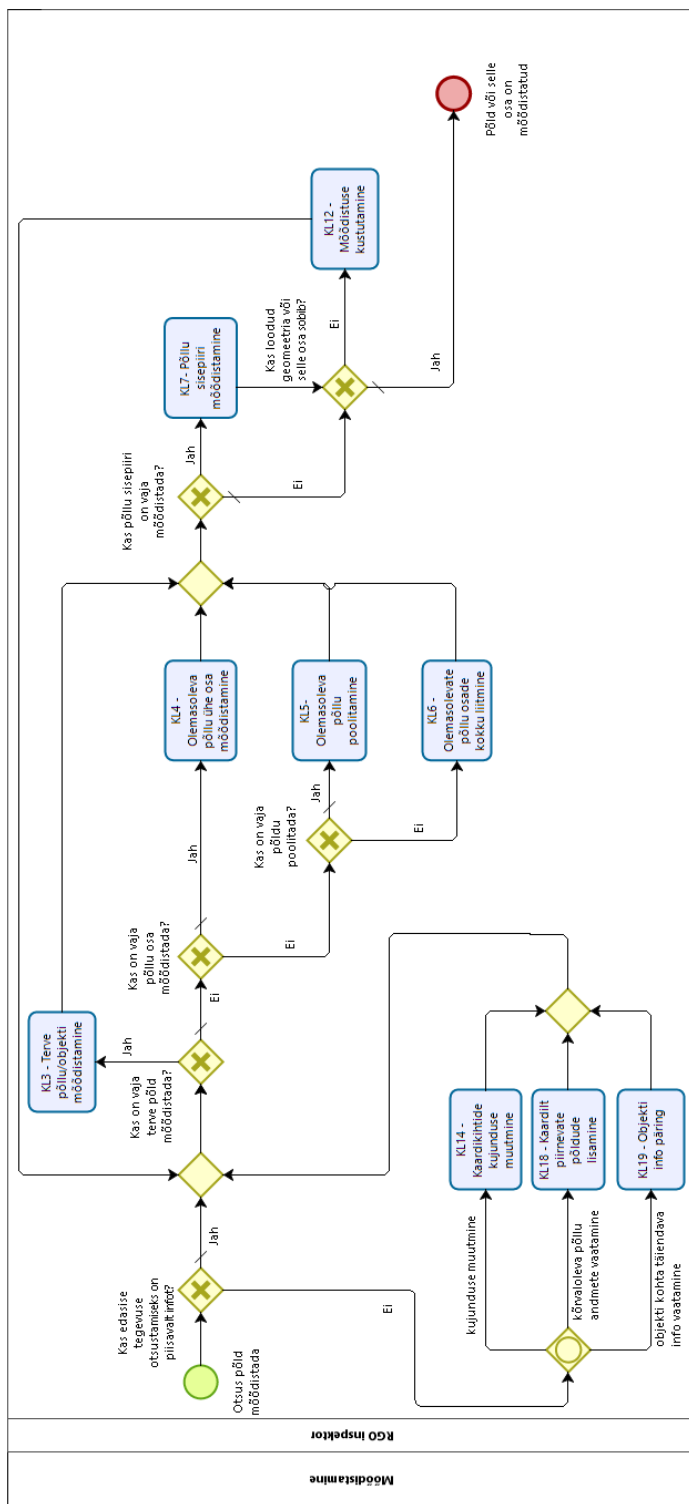 Mõõdistamine
RGO inspektor
Otsus põld
mõõdistada
Kas edasise
tegevuse
otsustamiseks on
piisavalt infot?
Jah
Ei
kujunduse muutmine
kõrvaloleva põllu
andmete vaatamine
objekti kohta täiendava
info vaatamine
KL14 -
Kaardikihtide
kujunduse
muutmine
KL18 - Kaardilt
piirnevate
põldude
lisamine
KL19 - Objekti
info päring
Kas on vaja
terve põld
mõõdistada?
Jah
Ei
KL3 - Terve
põllu/objekti
mõõdistamine
Kas on vaja
põllu osa
mõõdistada?
Jah
Ei
Kas on vaja
põldu
poolitada?
Jah
Ei
KL4 -
Olemasoleva
põllu ühe osa
mõõdistamine
KL5-
Olemasoleva
põllu
poolitamine
KL6 -
Olemasolevate
põllu osade
kokku liitmine
Kas põllu sisepiiri
on vaja
mõõdistada?
Jah
Ei
KL7 - Põllu
sisepiiri
mõõdistamine
Kas loodud
geomeetria või
selle osa sobib?
Ei
Jah
KL12 -
Mõõdistuse
kustutamine
Põld või selle
osa on
mõõdistatud